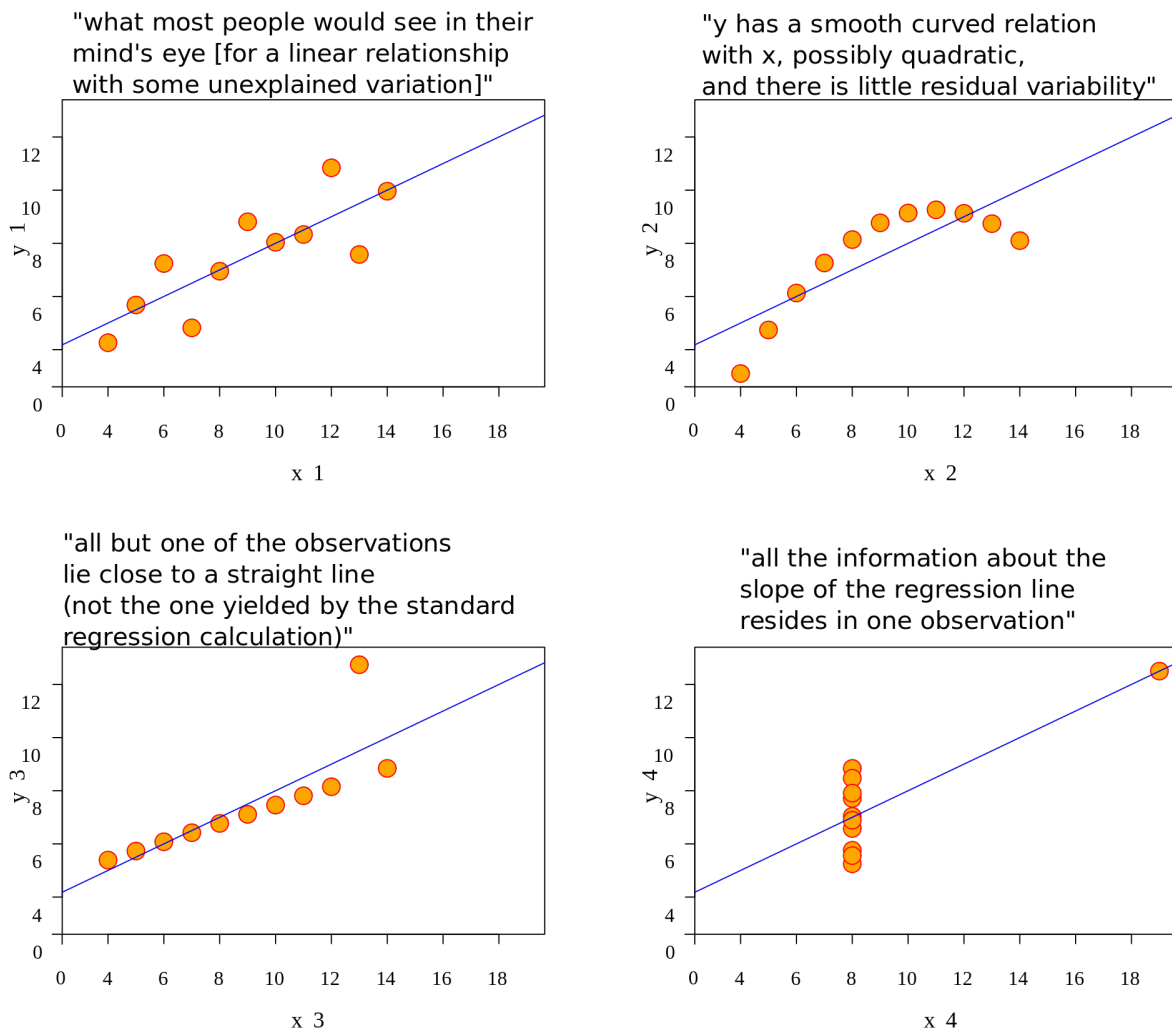 "what most people would see in their
mind's eye [for a linear relationship
with some unexplained variation]"
12
10
8
6
4
0
y 1
0 4 6 8 10 12 14 16 18
x 1
"y has a smooth curved relation
with x, possibly quadratic,
and there is little residual variability"
12
10
8
6
4
0
y 2
0 4 6 8 10 12 14 16 18
x 2
"all but one of the observations
lie close to a straight line
(not the one yielded by the standard
regression calculation)"
12
10
8
6
4
0
y 3
0 4 6 8 10 12 14 16 18
x 3
"all the information about the
slope of the regression line
resides in one observation"
12
10
8
6
4
0
y 4
0 4 6 8 10 12 14 16 18
x 4